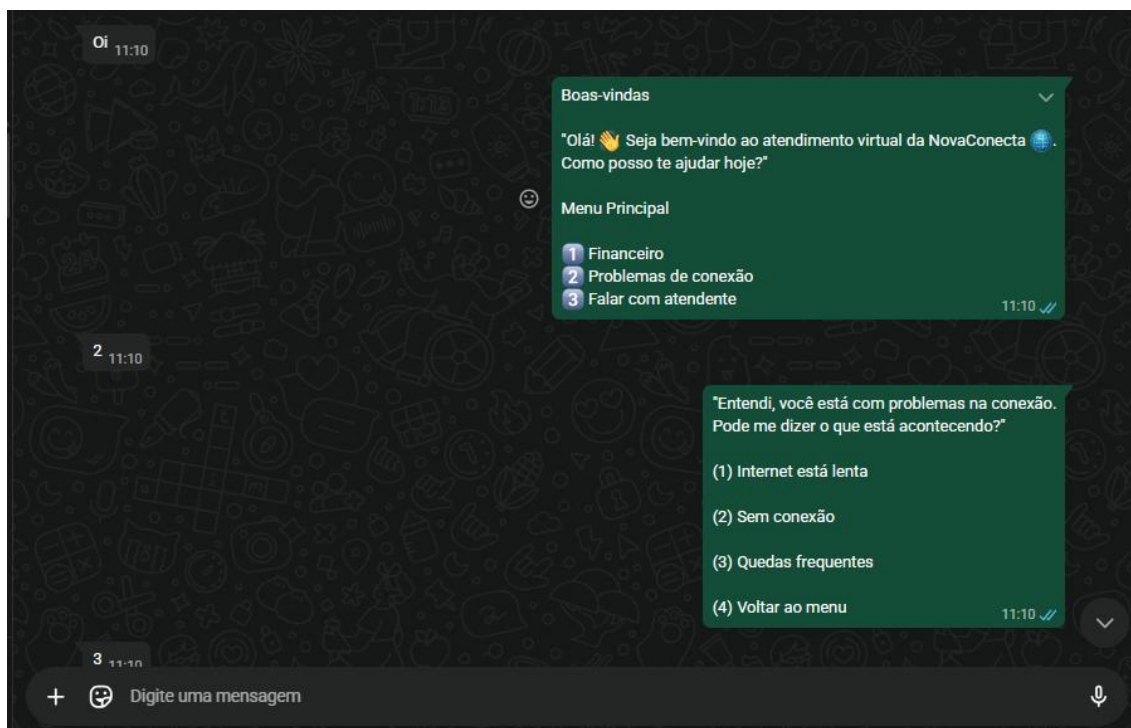 Oi 11:10
Boas-vindas
"Olá! 👋 Seja bem-vindo ao atendimento virtual da NovaConecta 🌐.
Como posso te ajudar hoje?"
Menu Principal
1️⃣ Financeiro
2️⃣ Problemas de conexão
3️⃣ Falar com atendente
11:10
2 11:10
"Entendi, você está com problemas na conexão.
Pode me dizer o que está acontecendo?"
(1) Internet está lenta
(2) Sem conexão
(3) Quedas frequentes
(4) Voltar ao menu
11:10
3 11:10
Digite uma mensagem